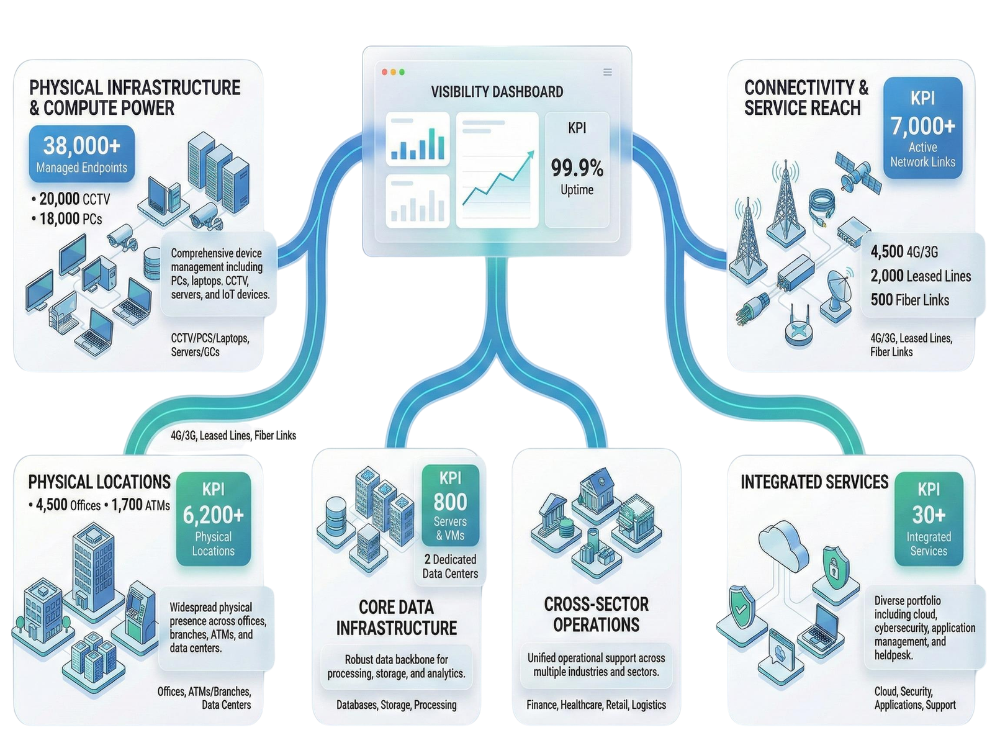 VISIBILITY DASHBOARD
KPI
99.9%
Uptime
PHYSICAL INFRASTRUCTURE
& COMPUTE POWER
38,000+
Managed Endpoints
• 20,000 CCTV
• 18,000 PCs
Comprehensive device
management including
PCs, laptops. CCTV,
servers, and IoT devices.
CCTV/PCS/Laptops,
Servers/GCs
CONNECTIVITY &
SERVICE REACH
KPI
7,000+
Active
Network Links
4,500 4G/3G
2,000 Leased Lines
500 Fiber Links
4G/3G, Leased Lines,
Fiber Links
4G/3G, Leased Lines, Fiber Links
PHYSICAL LOCATIONS
• 4,500 Offices • 1,700 ATMs
KPI
6,200+
Physical
Locations
Widespread physical
presence across offices,
branches, ATMs, and
data centers.
Offices, ATMs/Branches,
Data Centers
KPI
800
Servers
& VMs
2 Dedicated
Data Centers
CORE DATA
INFRASTRUCTURE
Robust data backbone for
processing, storage, and analytics.
Databases, Storage, Processing
CROSS-SECTOR
OPERATIONS
Unified operational support across
multiple industries and sectors.
Finance, Healthcare, Retail, Logistics
INTEGRATED SERVICES
KPI
30+
Integrated
Services
Diverse portfolio
including cloud,
cybersecurity, application
management, and
heldpesk.
Cloud, Security,
Applications, Support